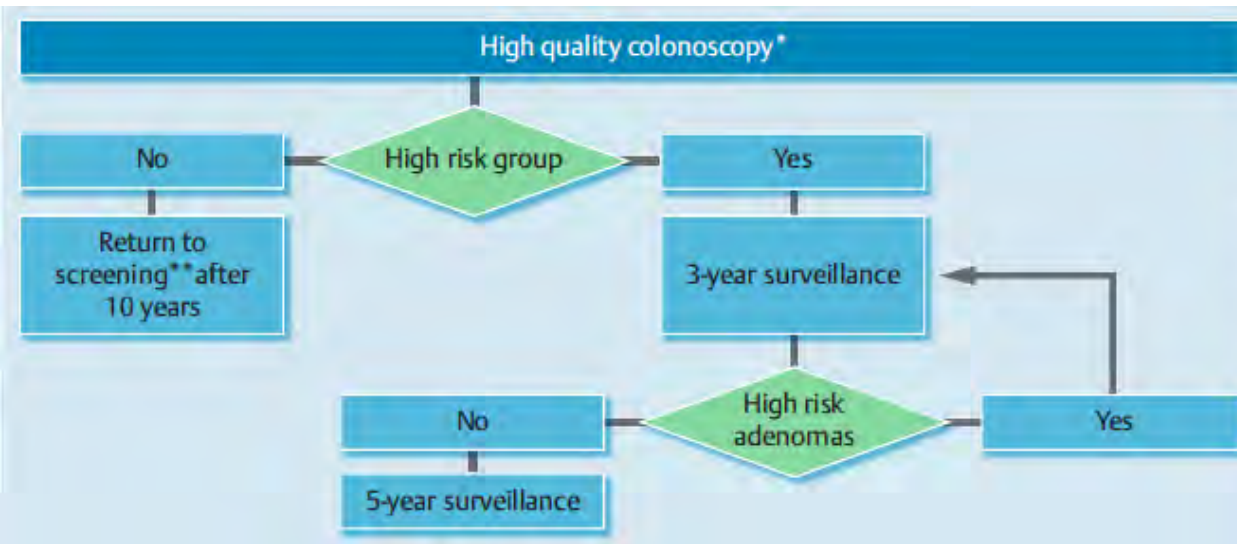 High quality colonoscopy*
No
High risk group
Yes
Return to
screening**after
10 years
3-year surveillance
No
High risk
adenomas
Yes
5-year surveillance